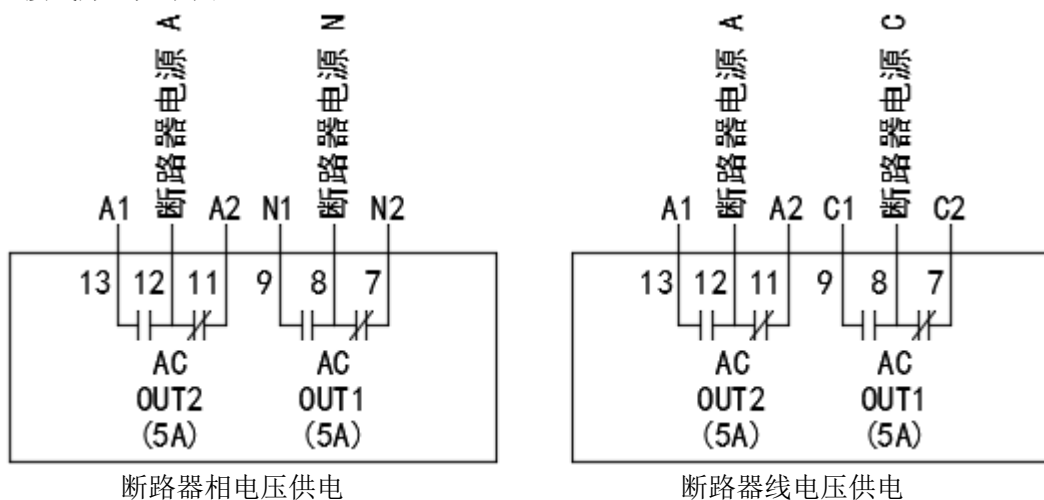 A1 断路器电源 A A2 N1 断路器电源 N N2
13 12 11 9 8 7
AC
OUT2
(5A)
AC
OUT1
(5A)
断路器相电压供电
A1 断路器电源 A A2 C1 断路器电源 C C2
13 12 11 9 8 7
AC
OUT2
(5A)
AC
OUT1
(5A)
断路器线电压供电